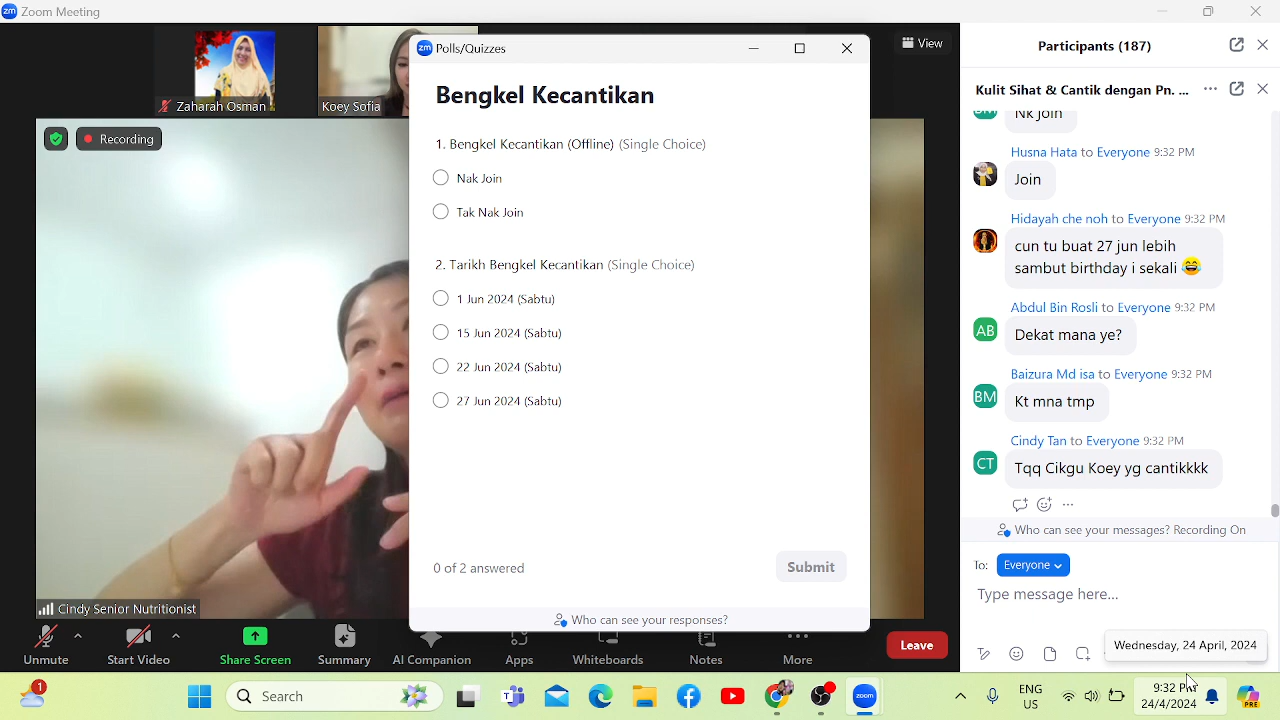 zm Zoom Meeting
Zaharah Osman
Koey Sofia
View
Recording
Cindy Senior Nutritionist
zm Polls/Quizzes
Bengkel Kecantikan
1. Bengkel Kecantikan (Offline) (Single Choice)
Nak Join
Tak Nak Join
2. Tarikh Bengkel Kecantikan (Single Choice)
1 Jun 2024 (Sabtu)
15 Jun 2024 (Sabtu)
22 Jun 2024 (Sabtu)
27 Jun 2024 (Sabtu)
0 of 2 answered
Submit
Who can see your responses?
Participants (187)
Kulit Sihat & Cantik dengan Pn. ...
Nk join
Husna Hata to Everyone 9:32 PM
Join
Hidayah che noh to Everyone 9:32 PM
cun tu buat 27 jun lebih
sambut birthday i sekali 😄
Abdul Bin Rosli to Everyone 9:32 PM
AB
Dekat mana ye?
Baizura Md isa to Everyone 9:32 PM
BM
Kt mna tmp
Cindy Tan to Everyone 9:32 PM
CT
Tqq Cikgu Koey yg cantikkkk
Who can see your messages? Recording On
To: Everyone
Type message here...
Wednesday, 24 April, 2024
Unmute
Start Video
Share Screen
Summary
AI Companion
Apps
Whiteboards
Notes
More
Leave
1
Search
zoom
ENG
US
9:32 PM
24/4/2024
PRE